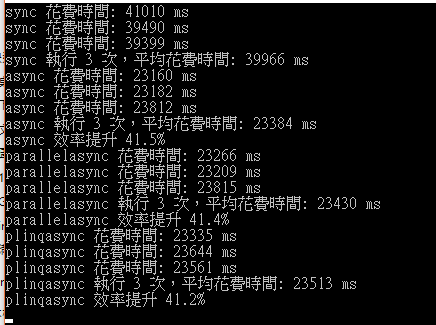 sync 花費時間: 41010 ms
sync 花費時間: 39490 ms
sync 花費時間: 39399 ms
sync 執行 3 次，平均花費時間: 39966 ms
async 花費時間: 23160 ms
async 花費時間: 23182 ms
async 花費時間: 23812 ms
async 執行 3 次，平均花費時間: 23384 ms
async 效率提升 41.5%
parallelasync 花費時間: 23266 ms
parallelasync 花費時間: 23209 ms
parallelasync 花費時間: 23815 ms
parallelasync 執行 3 次，平均花費時間: 23430 ms
parallelasync 效率提升 41.4%
plinqasync 花費時間: 23335 ms
plinqasync 花費時間: 23644 ms
plinqasync 花費時間: 23561 ms
plinqasync 執行 3 次，平均花費時間: 23513 ms
plinqasync 效率提升 41.2%